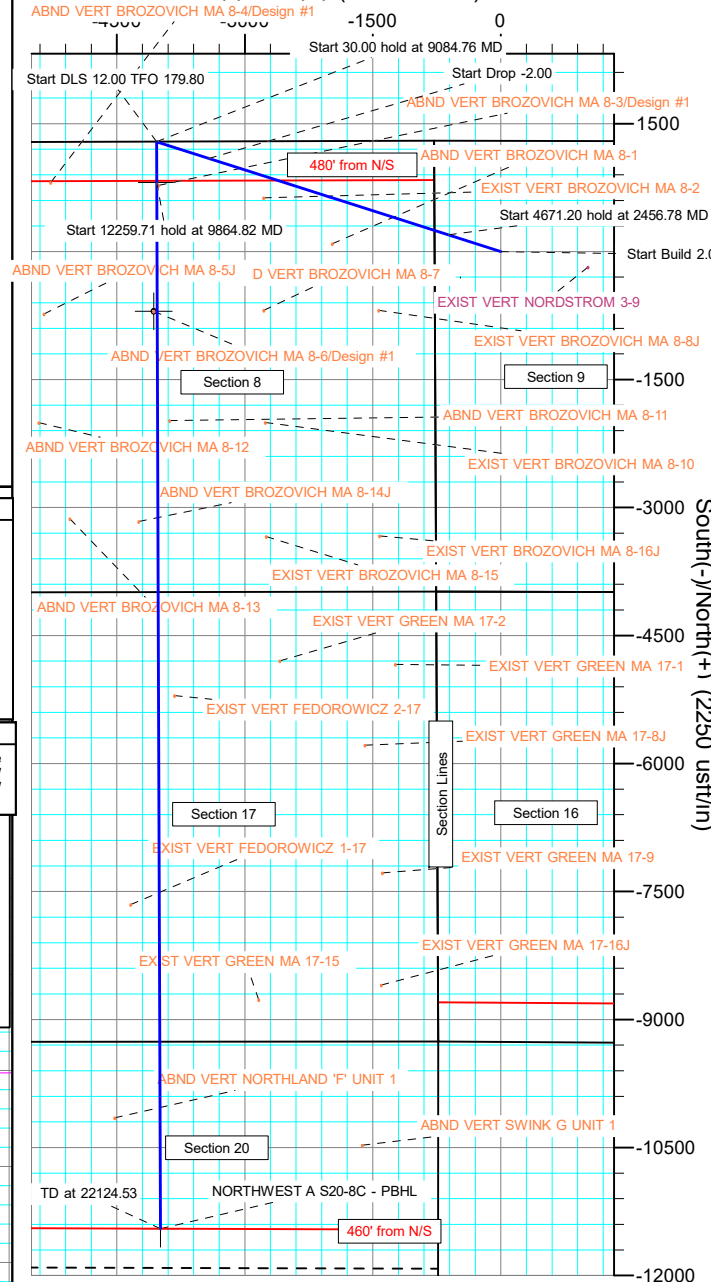 ABND VERT BROZOVICH MA 8-4/Design #1
-1500
0
Start 30.00 hold at 9084.76 MD
Start DLS 12.00 TFO 179.80
Start Drop -2.00
ABND VERT BROZOVICH MA 8-3/Design #1
1500
480' from N/S
ABND VERT BROZOVICH MA 8-1
EXIST VERT BROZOVICH MA 8-2
Start 4671.20 hold at 2456.78 MD
Start 12259.71 hold at 9864.82 MD
Start Build 2.0
ABND VERT BROZOVICH MA 8-5J
D VERT BROZOVICH MA 8-7
EXIST VERT NORDSTROM 3-9
EXIST VERT BROZOVICH MA 8-8J
ABND VERT BROZOVICH MA 8-6/Design #1
Section 8
Section 9
-1500
ABND VERT BROZOVICH MA 8-11
ABND VERT BROZOVICH MA 8-12
EXIST VERT BROZOVICH MA 8-10
ABND VERT BROZOVICH MA 8-14J
-3000
EXIST VERT BROZOVICH MA 8-16J
EXIST VERT BROZOVICH MA 8-15
ABND VERT BROZOVICH MA 8-13
EXIST VERT GREEN MA 17-2
-4500
EXIST VERT GREEN MA 17-1
EXIST VERT FEDOROWICZ 2-17
EXIST VERT GREEN MA 17-8J
South(-)/North(+) (2250 usft/in)
-6000
Section Lines
Section 17
Section 16
EXIST VERT FEDOROWICZ 1-17
EXIST VERT GREEN MA 17-9
-7500
EXIST VERT GREEN MA 17-16J
EXIST VERT GREEN MA 17-15
-9000
ABND VERT NORTHLAND 'F' UNIT 1
ABND VERT SWINK G UNIT 1
Section 20
-10500
TD at 22124.53
NORTHWEST A S20-8C - PBHL
460' from N/S
-12000